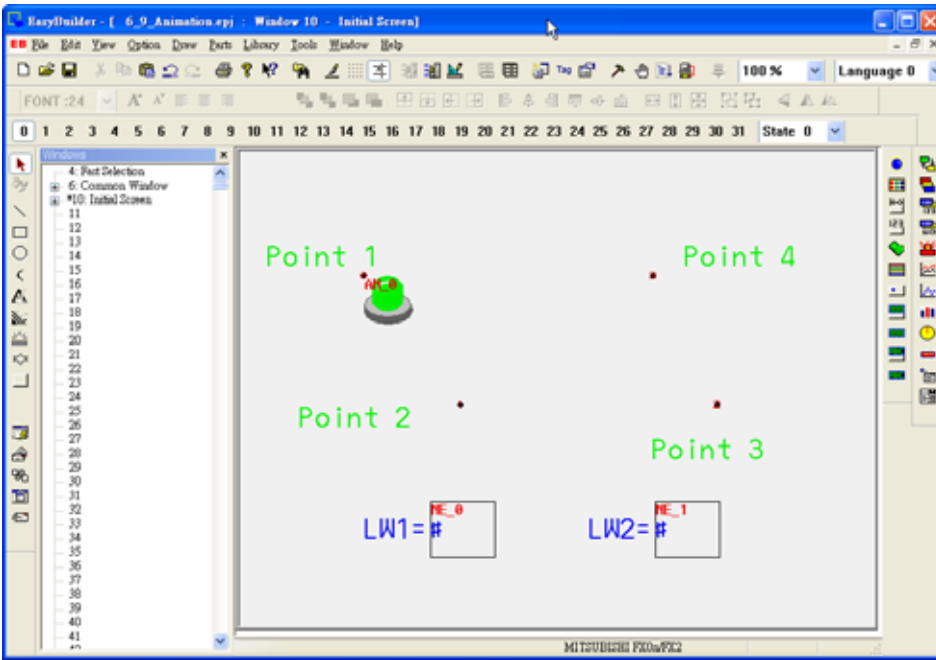 EasyBuilder - [ 6_9_Animation.epj : Window 10 - Initial Screen]
EB File Edit View Option Draw Parts Library Tools Window Help
Tag 100 % Language 0
FONT :24
0 1 2 3 4 5 6 7 8 9 10 11 12 13 14 15 16 17 18 19 20 21 22 23 24 25 26 27 28 29 30 31 State 0
Windows
4: Fast Selection
6: Common Window
*10: Initial Screen
11
12
13
14
15
16
17
18
19
20
21
22
23
24
25
26
27
28
29
30
31
32
33
34
35
36
37
38
39
40
41
Point 1
Point 4
AN_0
Point 2
Point 3
NE_0
LW1=#
NE_1
LW2=#
MITSUBISHI FX0n/FX2